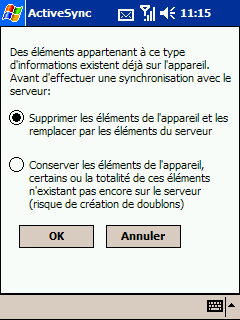 ActiveSync 11:15
Des éléments appartenant à ce type
d'informations existent déjà sur l'appareil.
Avant d'effectuer une synchronisation avec le
serveur:
Supprimer les éléments de l'appareil et les
remplacer par les éléments du serveur
Conserver les éléments de l'appareil,
certains ou la totalité de ces éléments
n'existant pas encore sur le serveur
(risque de création de doublons)
OK Annuler